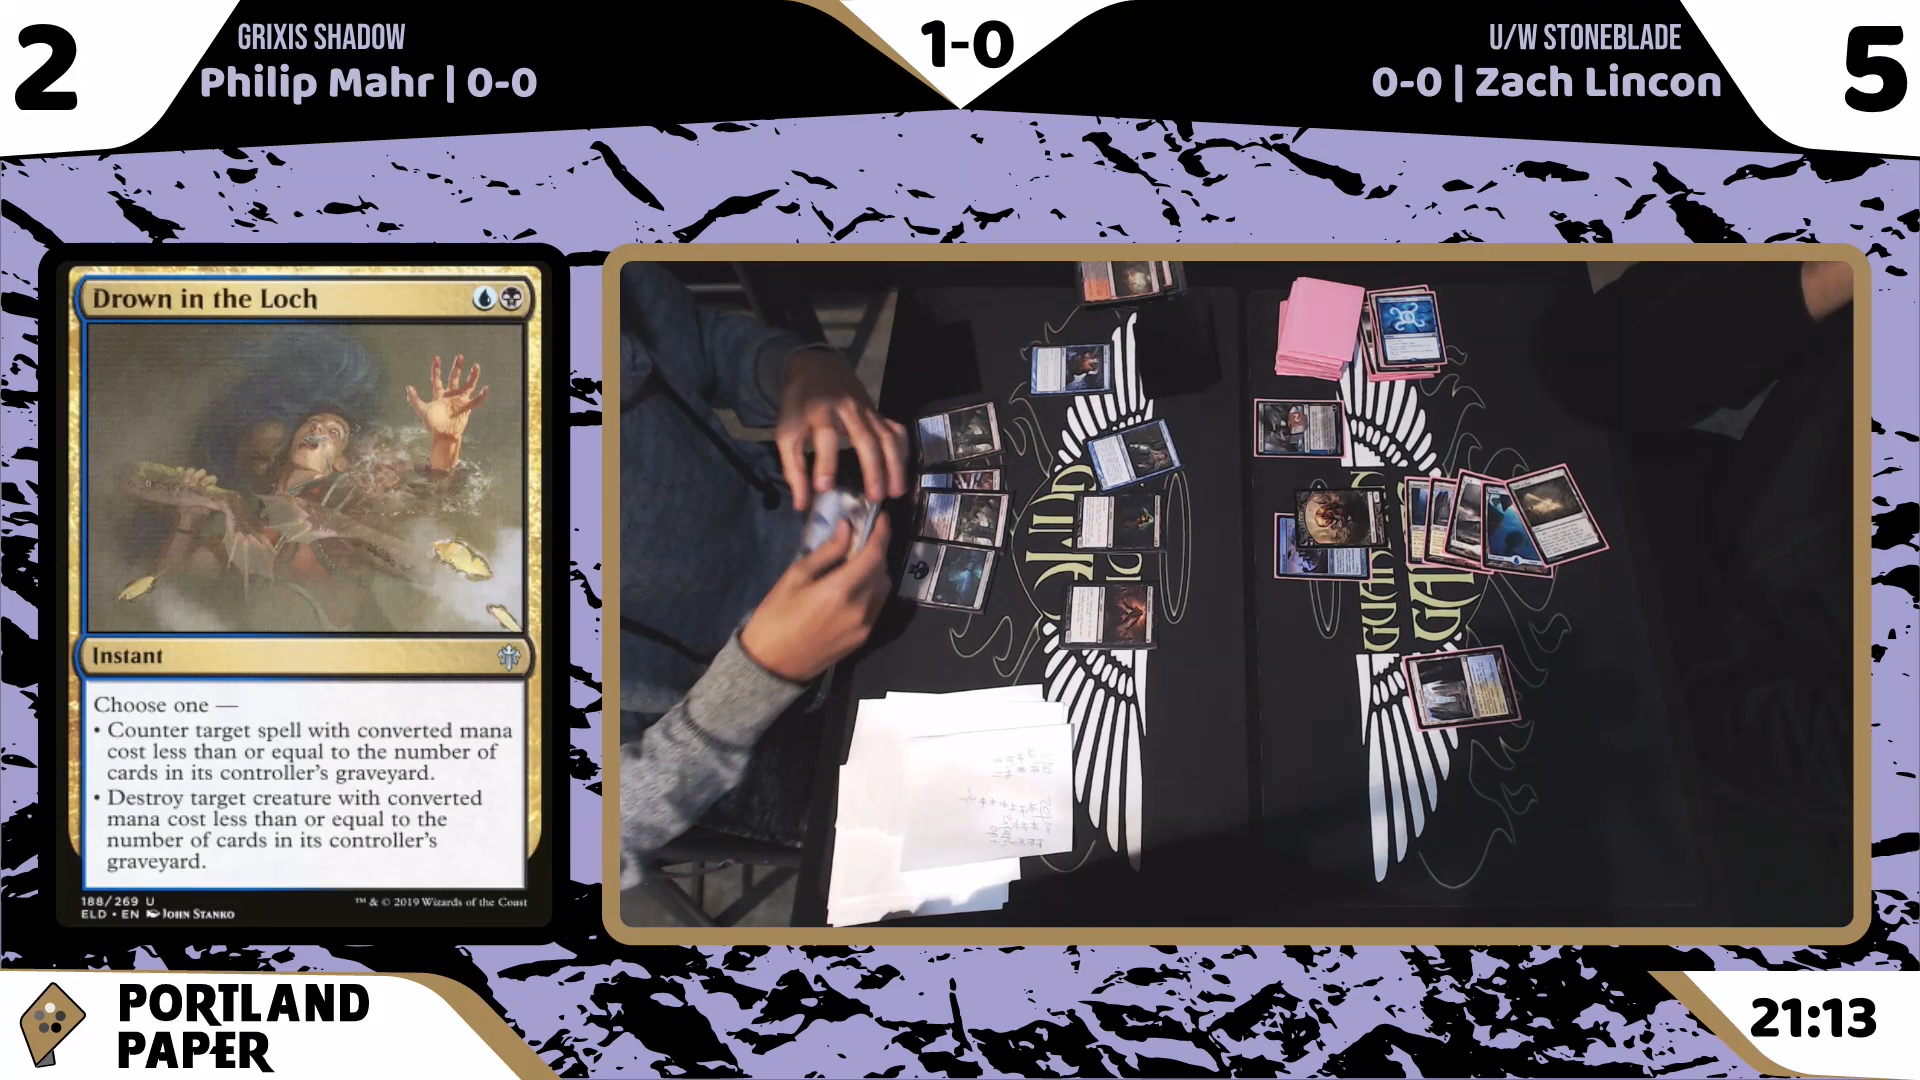 2
GRIXIS SHADOW
Philip Mahr | 0-0
1-0
U/W STONEBLADE
0-0 | Zach Lincon
5
Drown in the Loch
Instant
Choose one —
• Counter target spell with converted mana
cost less than or equal to the number of
cards in its controller's graveyard.
• Destroy target creature with converted
mana cost less than or equal to the
number of cards in its controller's
graveyard.
188/269 U
ELD • EN JOHN STANKO
™ & © 2019 Wizards of the Coast
PORTLAND
PAPER
21:13